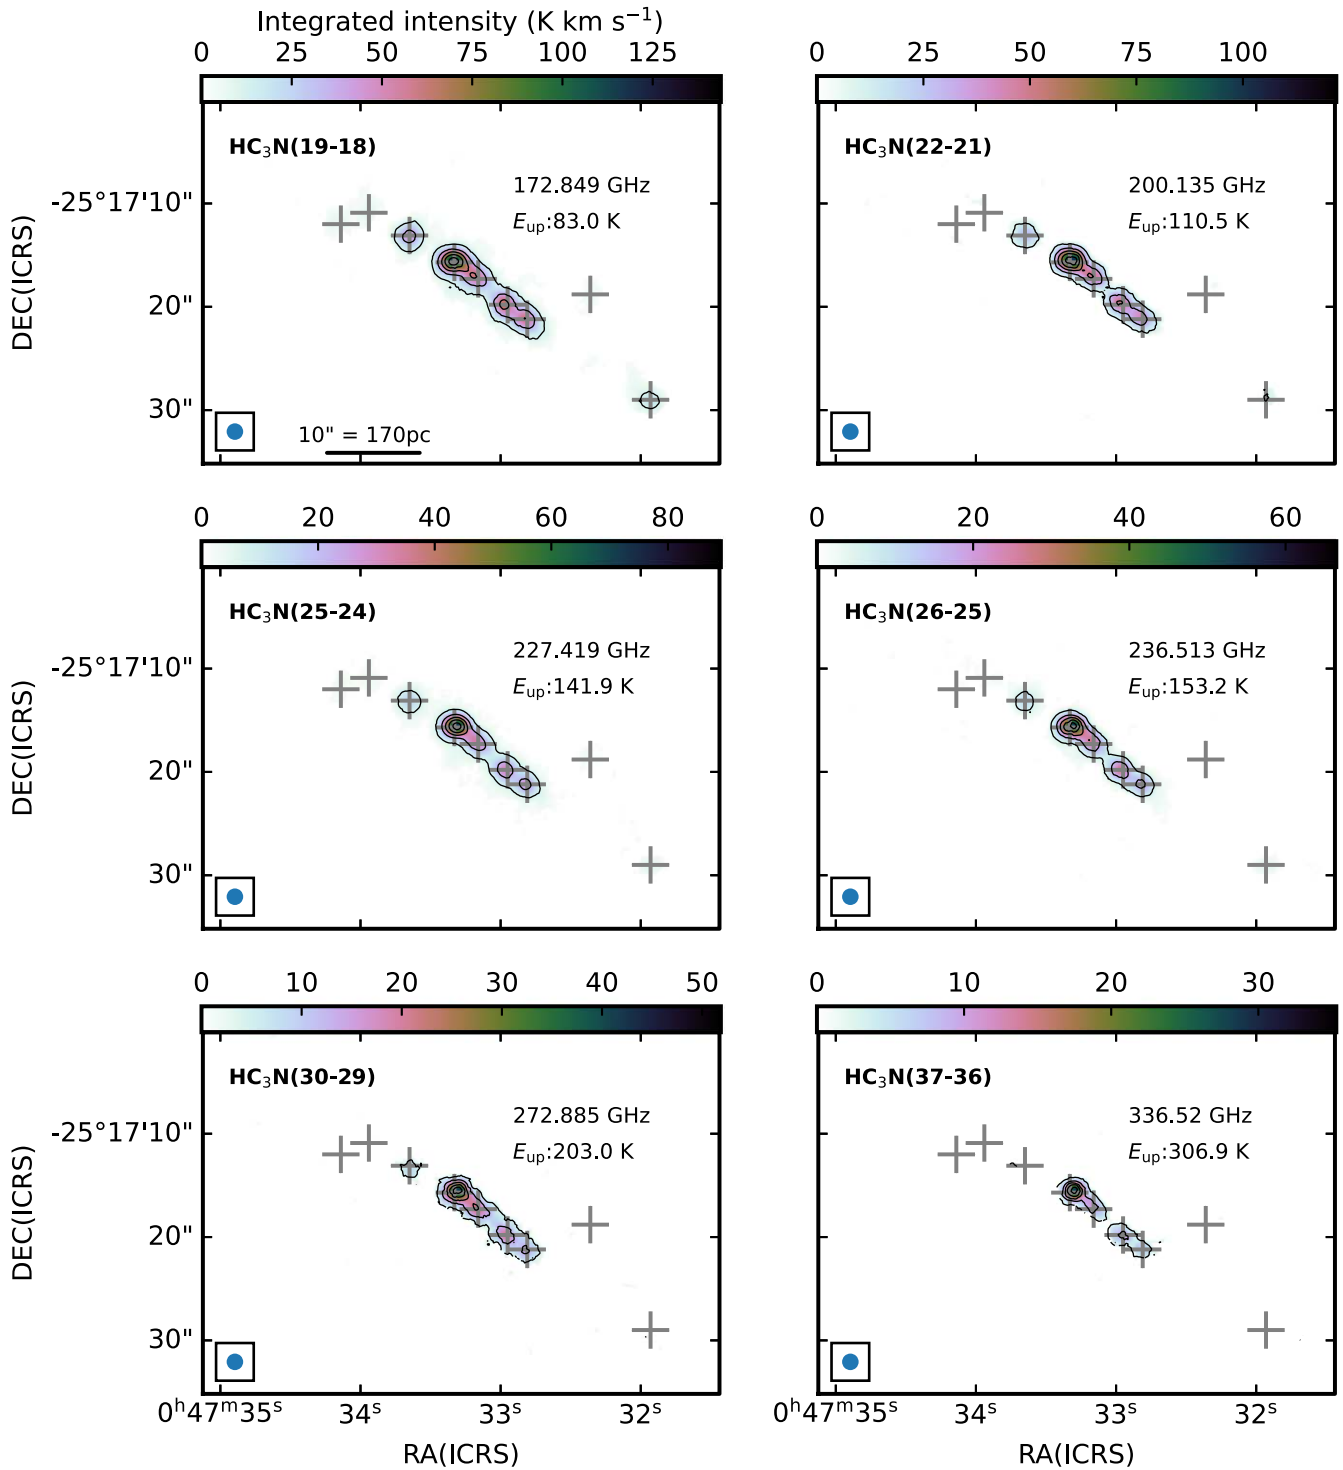 Integrated intensity (K km s⁻¹)
0 25 50 75 100 125
0 25 50 75 100
HC₃N(19-18)
172.849 GHz
E_up:83.0 K
HC₃N(22-21)
200.135 GHz
E_up:110.5 K
DEC(ICRS)
-25°17'10"
20"
30"
10" = 170pc
0 20 40 60 80
0 20 40 60
HC₃N(25-24)
227.419 GHz
E_up:141.9 K
HC₃N(26-25)
236.513 GHz
E_up:153.2 K
DEC(ICRS)
-25°17'10"
20"
30"
0 10 20 30 40 50
0 10 20 30
HC₃N(30-29)
272.885 GHz
E_up:203.0 K
HC₃N(37-36)
336.52 GHz
E_up:306.9 K
DEC(ICRS)
-25°17'10"
20"
30"
0ʰ47ᵐ35ˢ 34ˢ 33ˢ 32ˢ
0ʰ47ᵐ35ˢ 34ˢ 33ˢ 32ˢ
RA(ICRS)
RA(ICRS)